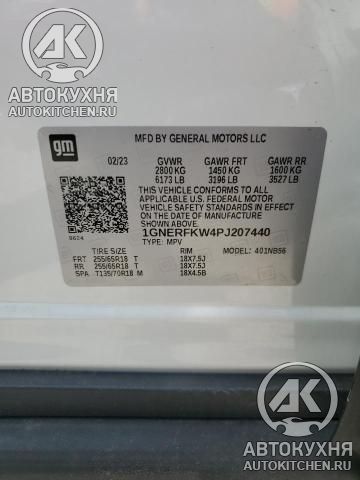 AK
АВТОКУХНЯ
AUTOKITCHEN.RU
gm
MFD BY GENERAL MOTORS LLC
02/23 GVWR GAWR FRT GAWR RR
2800 KG 1450 KG 1600 KG
6173 LB 3196 LB 3527 LB
THIS VEHICLE CONFORMS TO ALL
APPLICABLE U.S. FEDERAL MOTOR
VEHICLE SAFETY AND THEFT PREVENTION
STANDARDS IN EFFECT ON THE DATE OF
MANUFACTURE SHOWN ABOVE.
1GNERFKW4PJ207440
8624 TYPE: MPV MODEL: 401NB56
TIRE SIZE RIM
FRT 255/65R18 T 18X7.5J
RR 255/65R18 T 18X7.5J
SPA T135/70R18 M 18X4.5B
AK
АВТОКУХНЯ
AUTOKITCHEN.RU